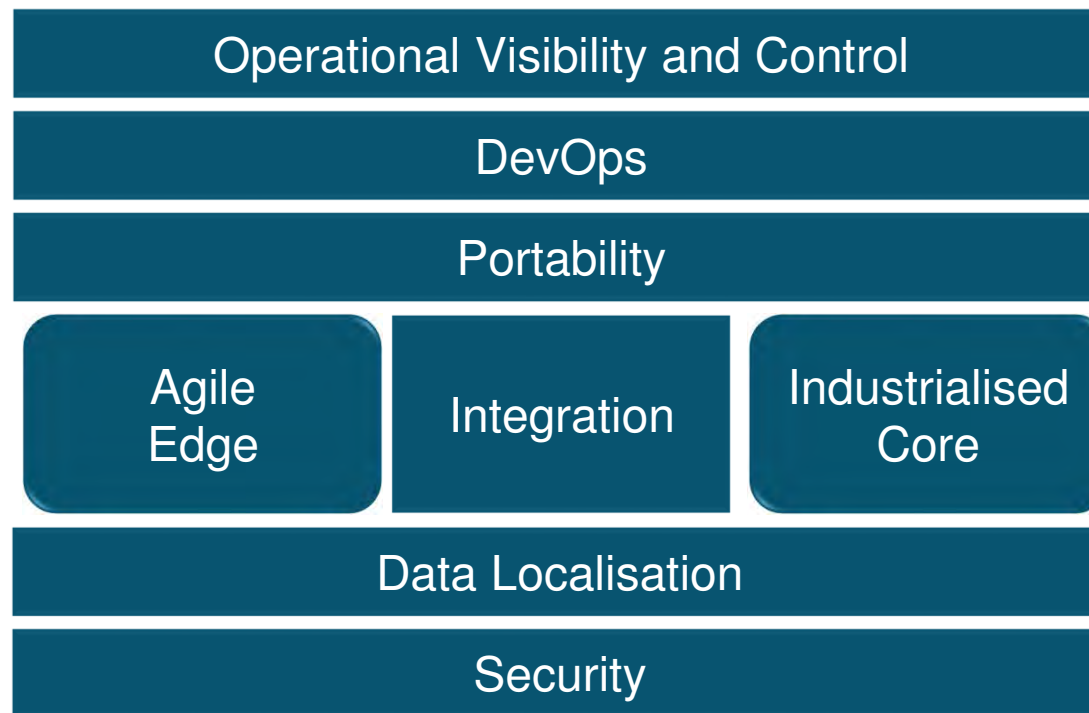 Operational Visibility and Control
DevOps
Portability
Agile
Edge
Integration
Industrialised
Core
Data Localisation
Security